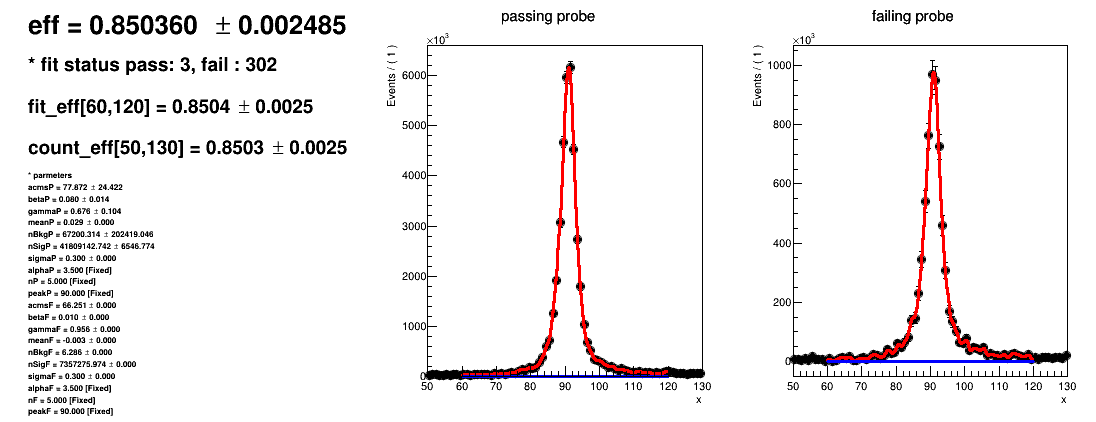 eff = 0.850360 ± 0.002485
* fit status pass: 3, fail : 302
fit_eff[60,120] = 0.8504 ± 0.0025
count_eff[50,130] = 0.8503 ± 0.0025
* parmeters
acmsP = 77.872 ± 24.422
betaP = 0.080 ± 0.014
gammaP = 0.676 ± 0.104
meanP = 0.029 ± 0.000
nBkgP = 67200.314 ± 202419.046
nSigP = 41809142.742 ± 6546.774
sigmaP = 0.300 ± 0.000
alphaP = 3.500 [Fixed]
nP = 5.000 [Fixed]
peakP = 90.000 [Fixed]
acmsF = 66.251 ± 0.000
betaF = 0.010 ± 0.000
gammaF = 0.956 ± 0.000
meanF = -0.003 ± 0.000
nBkgF = 6.286 ± 0.000
nSigF = 7357275.974 ± 0.000
sigmaF = 0.300 ± 0.000
alphaF = 3.500 [Fixed]
nF = 5.000 [Fixed]
peakF = 90.000 [Fixed]
passing probe
×10³
Events / ( 1 )
6000
5000
4000
3000
2000
1000
0
50 60 70 80 90 100 110 120 130
x
failing probe
×10³
Events / ( 1 )
1000
800
600
400
200
0
50 60 70 80 90 100 110 120 130
x